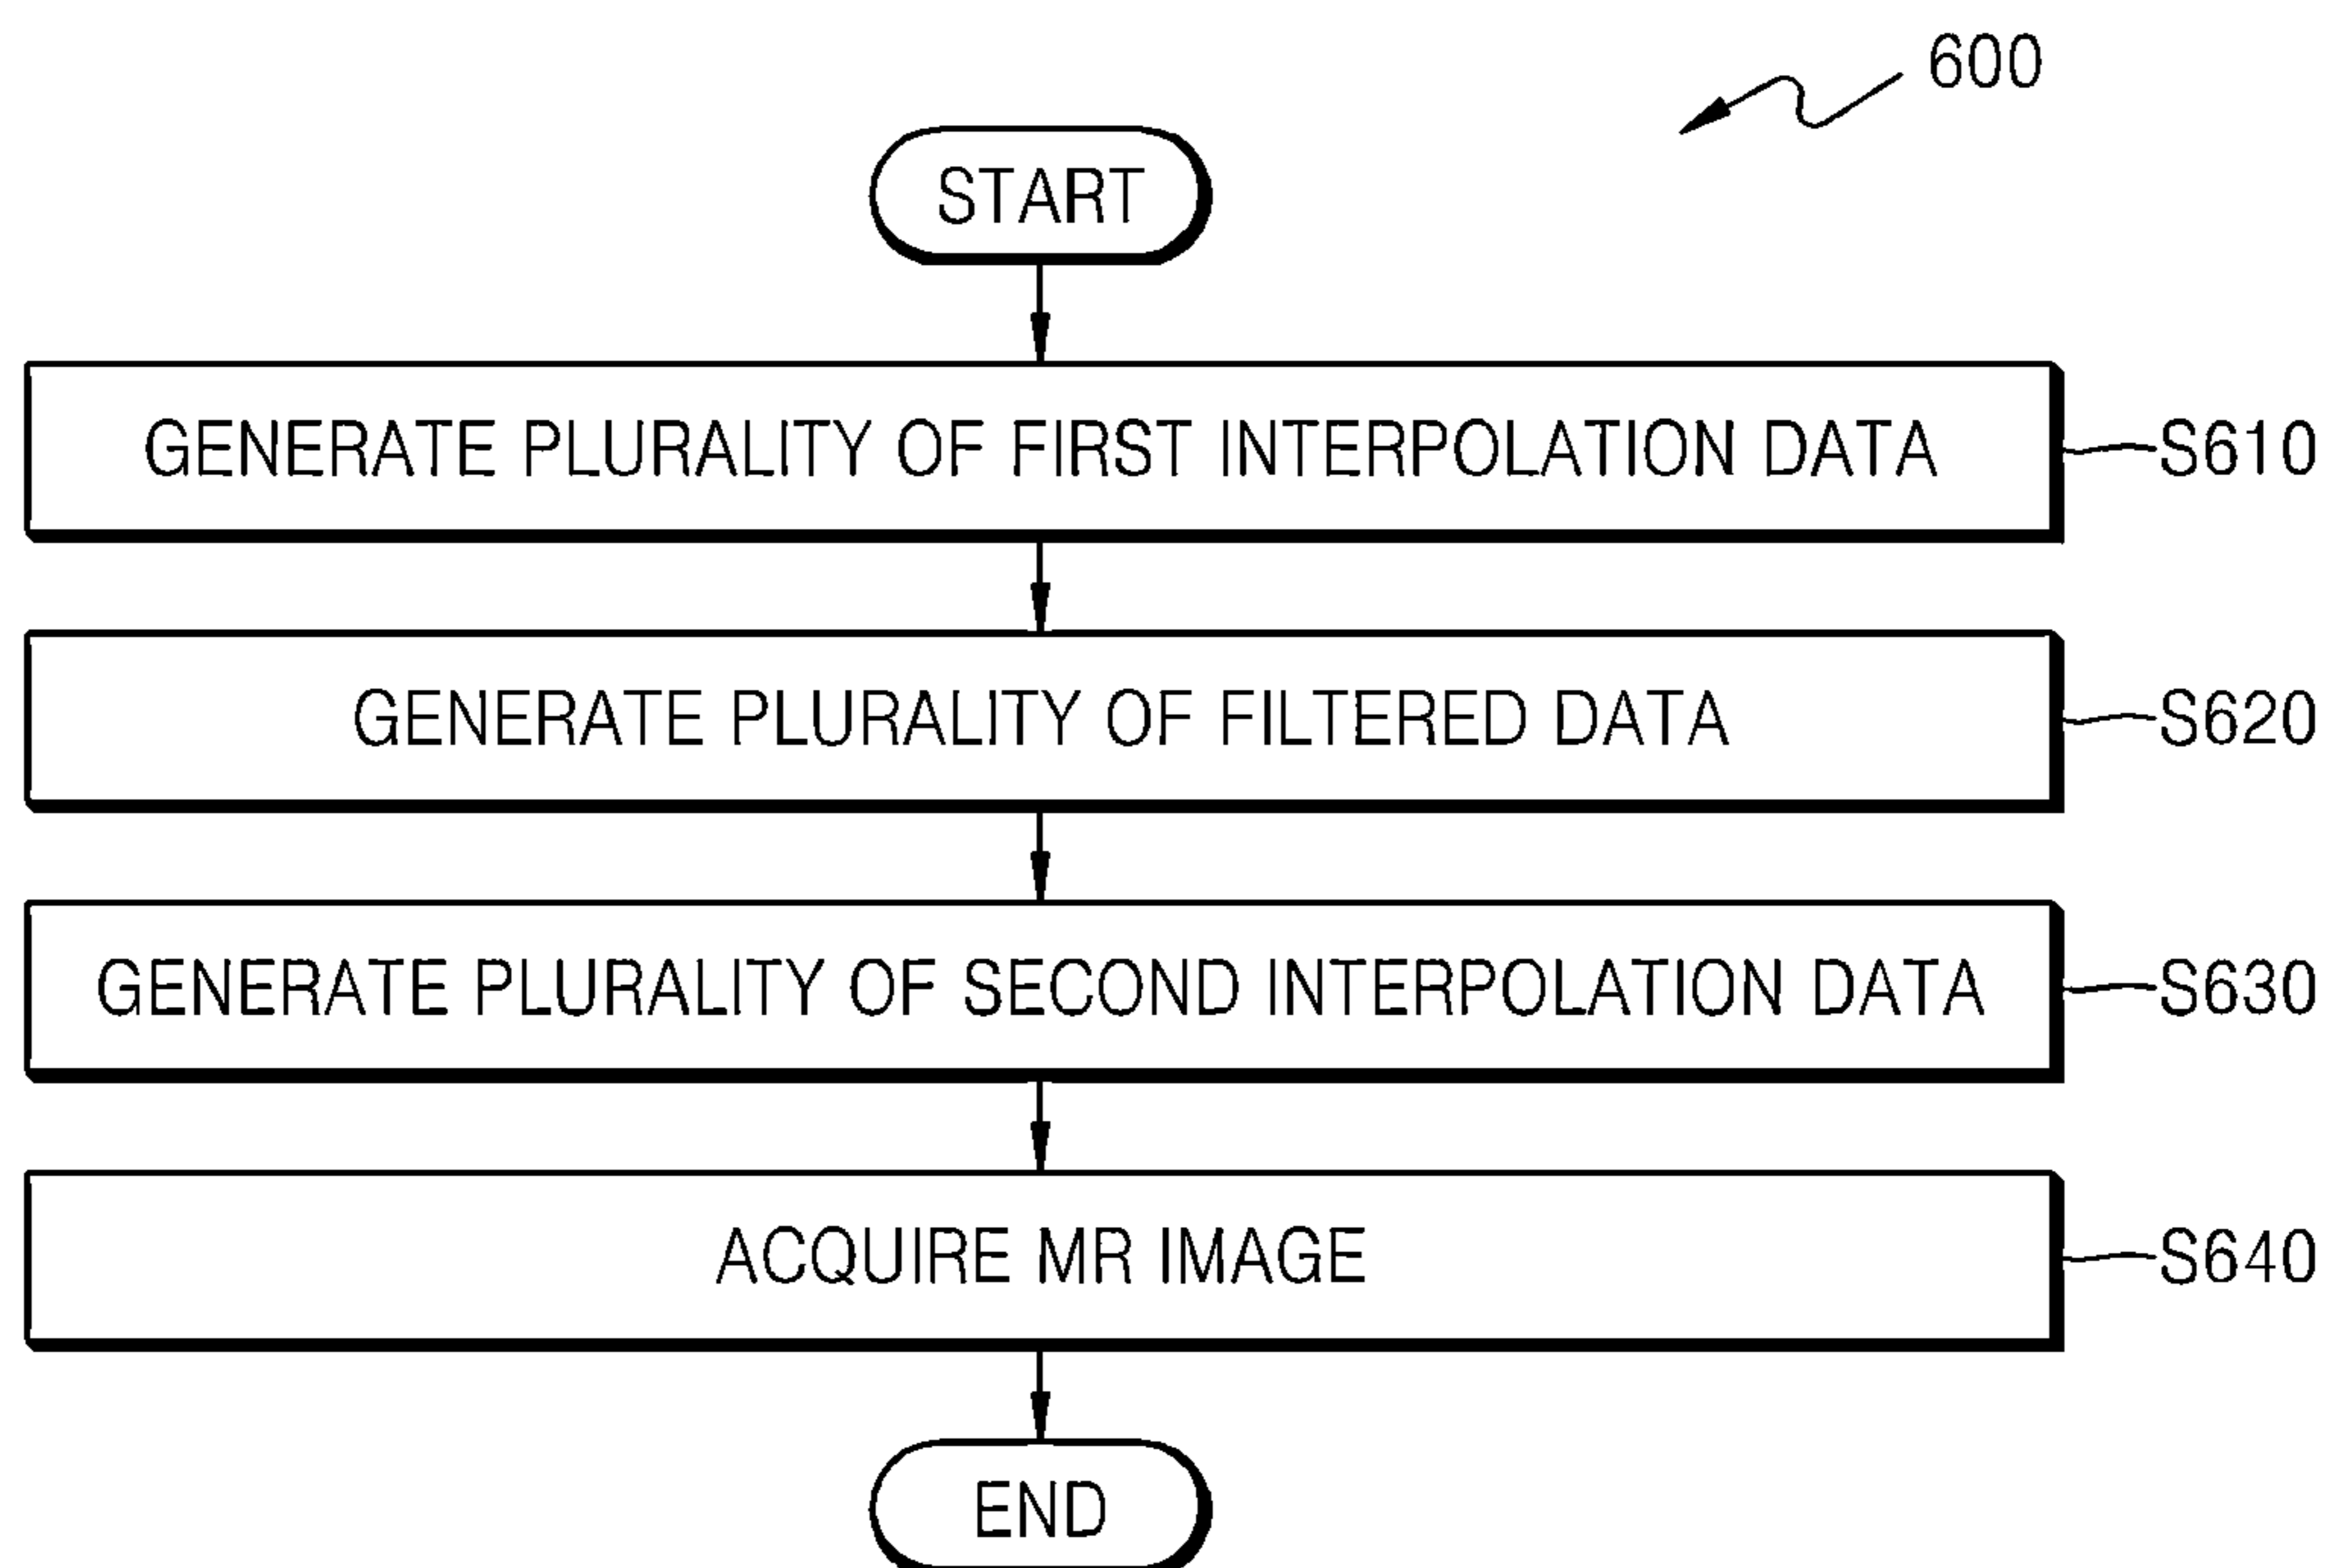 600
START
GENERATE PLURALITY OF FIRST INTERPOLATION DATA
S610
GENERATE PLURALITY OF FILTERED DATA
S620
GENERATE PLURALITY OF SECOND INTERPOLATION DATA
S630
ACQUIRE MR IMAGE
S640
END